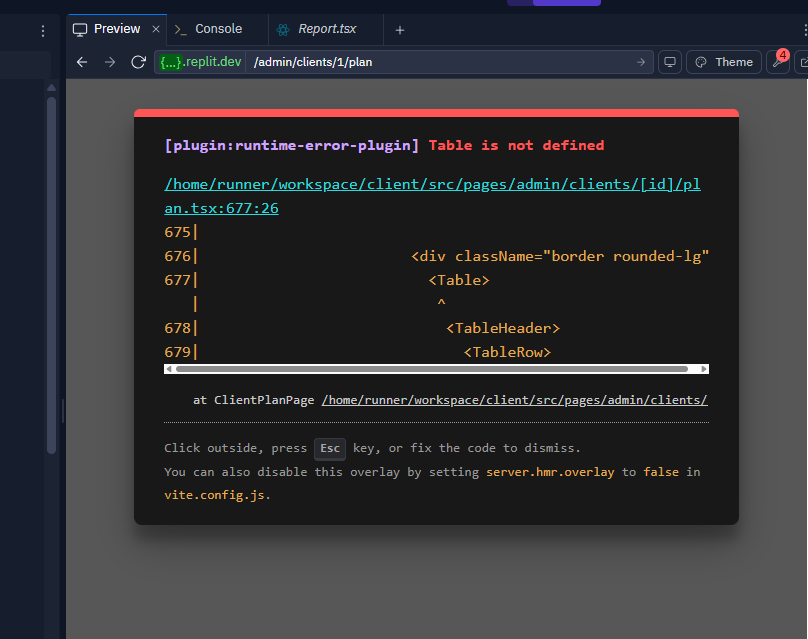 Preview
Console
Report.tsx
{...}.replit.dev
/admin/clients/1/plan
Theme
4
[plugin:runtime-error-plugin] Table is not defined
/home/runner/workspace/client/src/pages/admin/clients/[id]/pl
an.tsx:677:26
675|
676| <div className="border rounded-lg"
677| <Table>
| ^
678| <TableHeader>
679| <TableRow>
at ClientPlanPage /home/runner/workspace/client/src/pages/admin/clients/
Click outside, press Esc key, or fix the code to dismiss.
You can also disable this overlay by setting server.hmr.overlay to false in
vite.config.js.